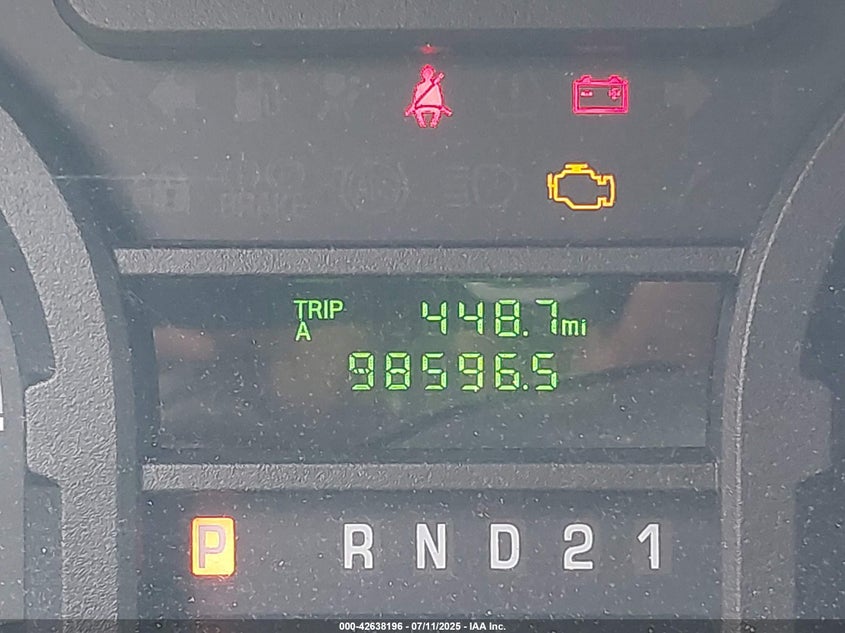 TRIP 448.7mi
A
98596.5
P R N D 2 1
000-42638196 - 07/11/2025 - IAA Inc.